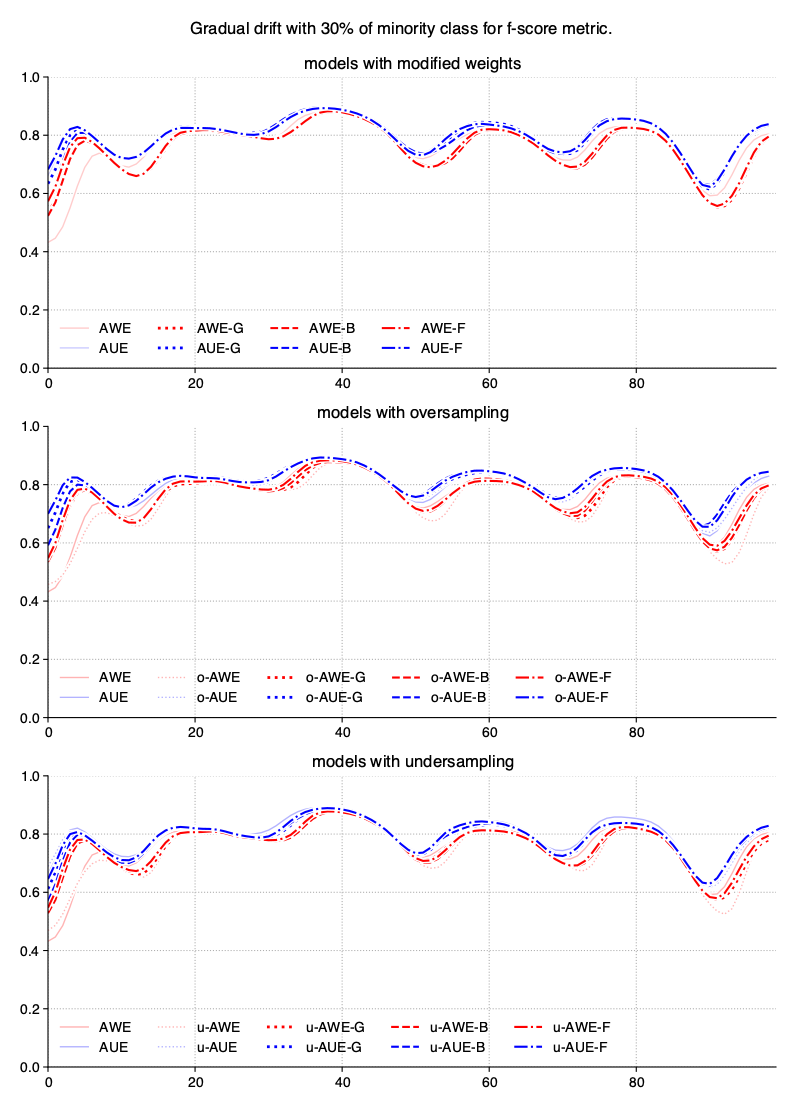 Gradual drift with 30% of minority class for f-score metric.
models with modified weights
1.0
0.8
0.6
0.4
0.2
0.0
AWE AWE-G AWE-B AWE-F
AUE AUE-G AUE-B AUE-F
0 20 40 60 80
models with oversampling
1.0
0.8
0.6
0.4
0.2
0.0
AWE o-AWE o-AWE-G o-AWE-B o-AWE-F
AUE o-AUE o-AUE-G o-AUE-B o-AUE-F
0 20 40 60 80
models with undersampling
1.0
0.8
0.6
0.4
0.2
0.0
AWE u-AWE u-AWE-G u-AWE-B u-AWE-F
AUE u-AUE u-AUE-G u-AUE-B u-AUE-F
0 20 40 60 80